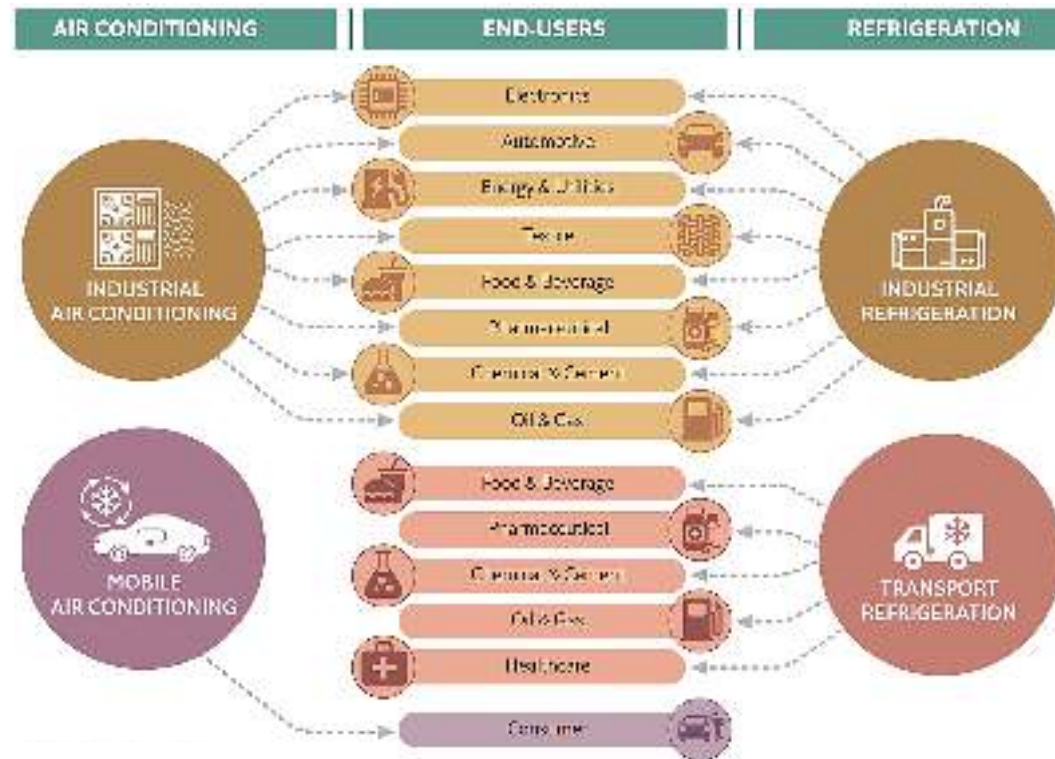 AIR CONDITIONING
END-USERS
REFRIGERATION
Electronics
Automotive
Energy & Utilities
Textile
Food & Beverage
Pharmaceutical
Chemical & Cement
Oil & Gas
INDUSTRIAL
AIR CONDITIONING
INDUSTRIAL
REFRIGERATION
Food & Beverage
Pharmaceutical
Chemical & Cement
Oil & Gas
Healthcare
MOBILE
AIR CONDITIONING
TRANSPORT
REFRIGERATION
Consumer